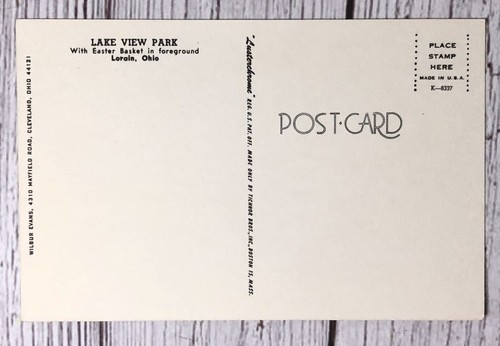 LAKE VIEW PARK
With Easter Basket in foreground
Lorain, Ohio
WILBUR EVANS, 4310 MAYFIELD ROAD, CLEVELAND, OHIO 44121
"Lusterchrome" REG. U.S. PAT. OFF. MADE ONLY BY TICHNOR BROS., INC., BOSTON 15, MASS.
POST·CARD
PLACE
STAMP
HERE
MADE IN U.S.A.
K—8327